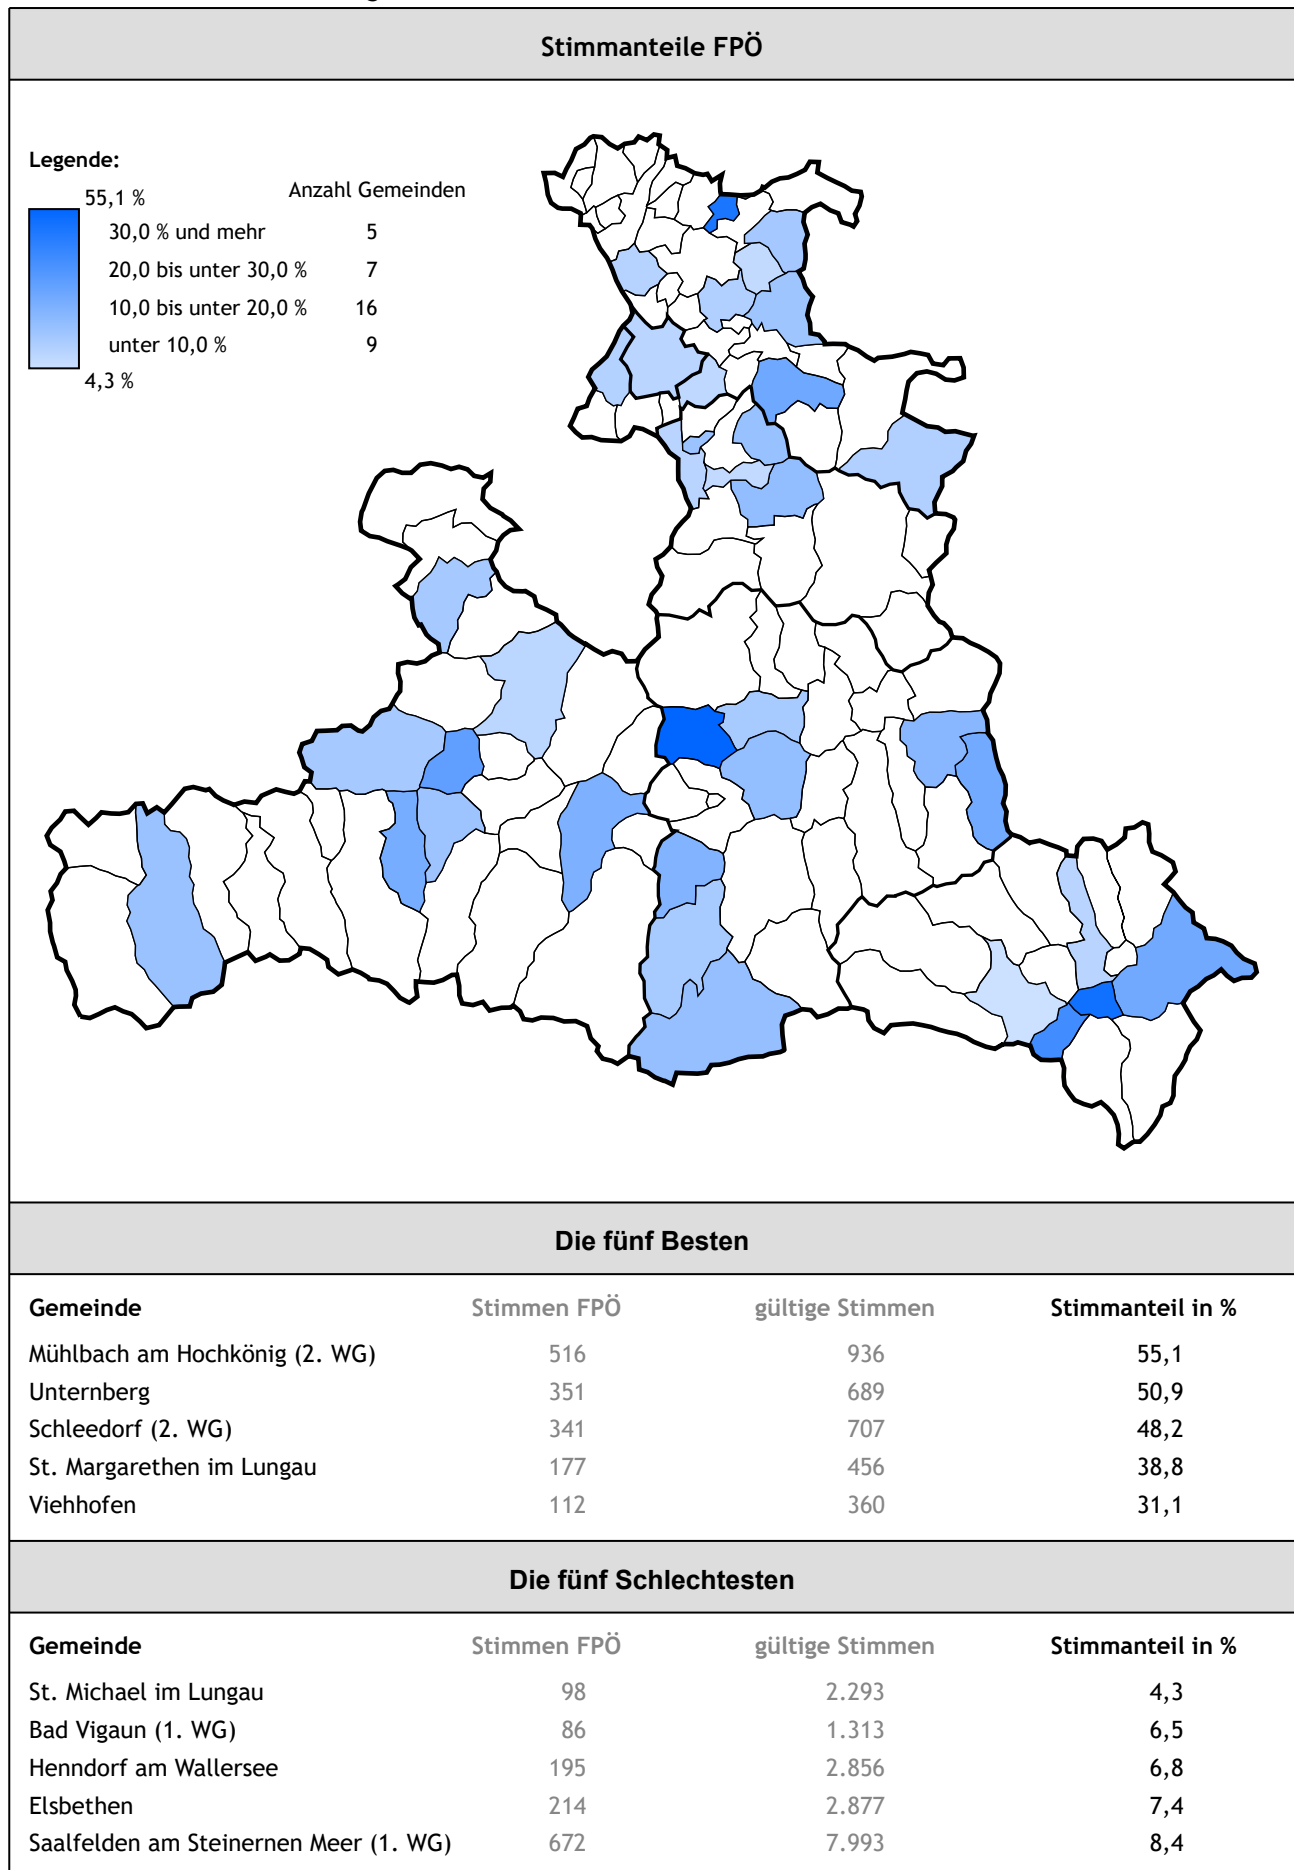 Stimmanteile FPÖ
Legende:
Anzahl Gemeinden
55,1 %
30,0 % und mehr 5
20,0 bis unter 30,0 % 7
10,0 bis unter 20,0 % 16
unter 10,0 % 9
4,3 %
Die fünf Besten
Gemeinde Stimmen FPÖ gültige Stimmen Stimmanteil in %
Mühlbach am Hochkönig (2. WG) 516 936 55,1
Unternberg 351 689 50,9
Schleedorf (2. WG) 341 707 48,2
St. Margarethen im Lungau 177 456 38,8
Viehhofen 112 360 31,1
Die fünf Schlechtesten
Gemeinde Stimmen FPÖ gültige Stimmen Stimmanteil in %
St. Michael im Lungau 98 2.293 4,3
Bad Vigaun (1. WG) 86 1.313 6,5
Henndorf am Wallersee 195 2.856 6,8
Elsbethen 214 2.877 7,4
Saalfelden am Steinernen Meer (1. WG) 672 7.993 8,4